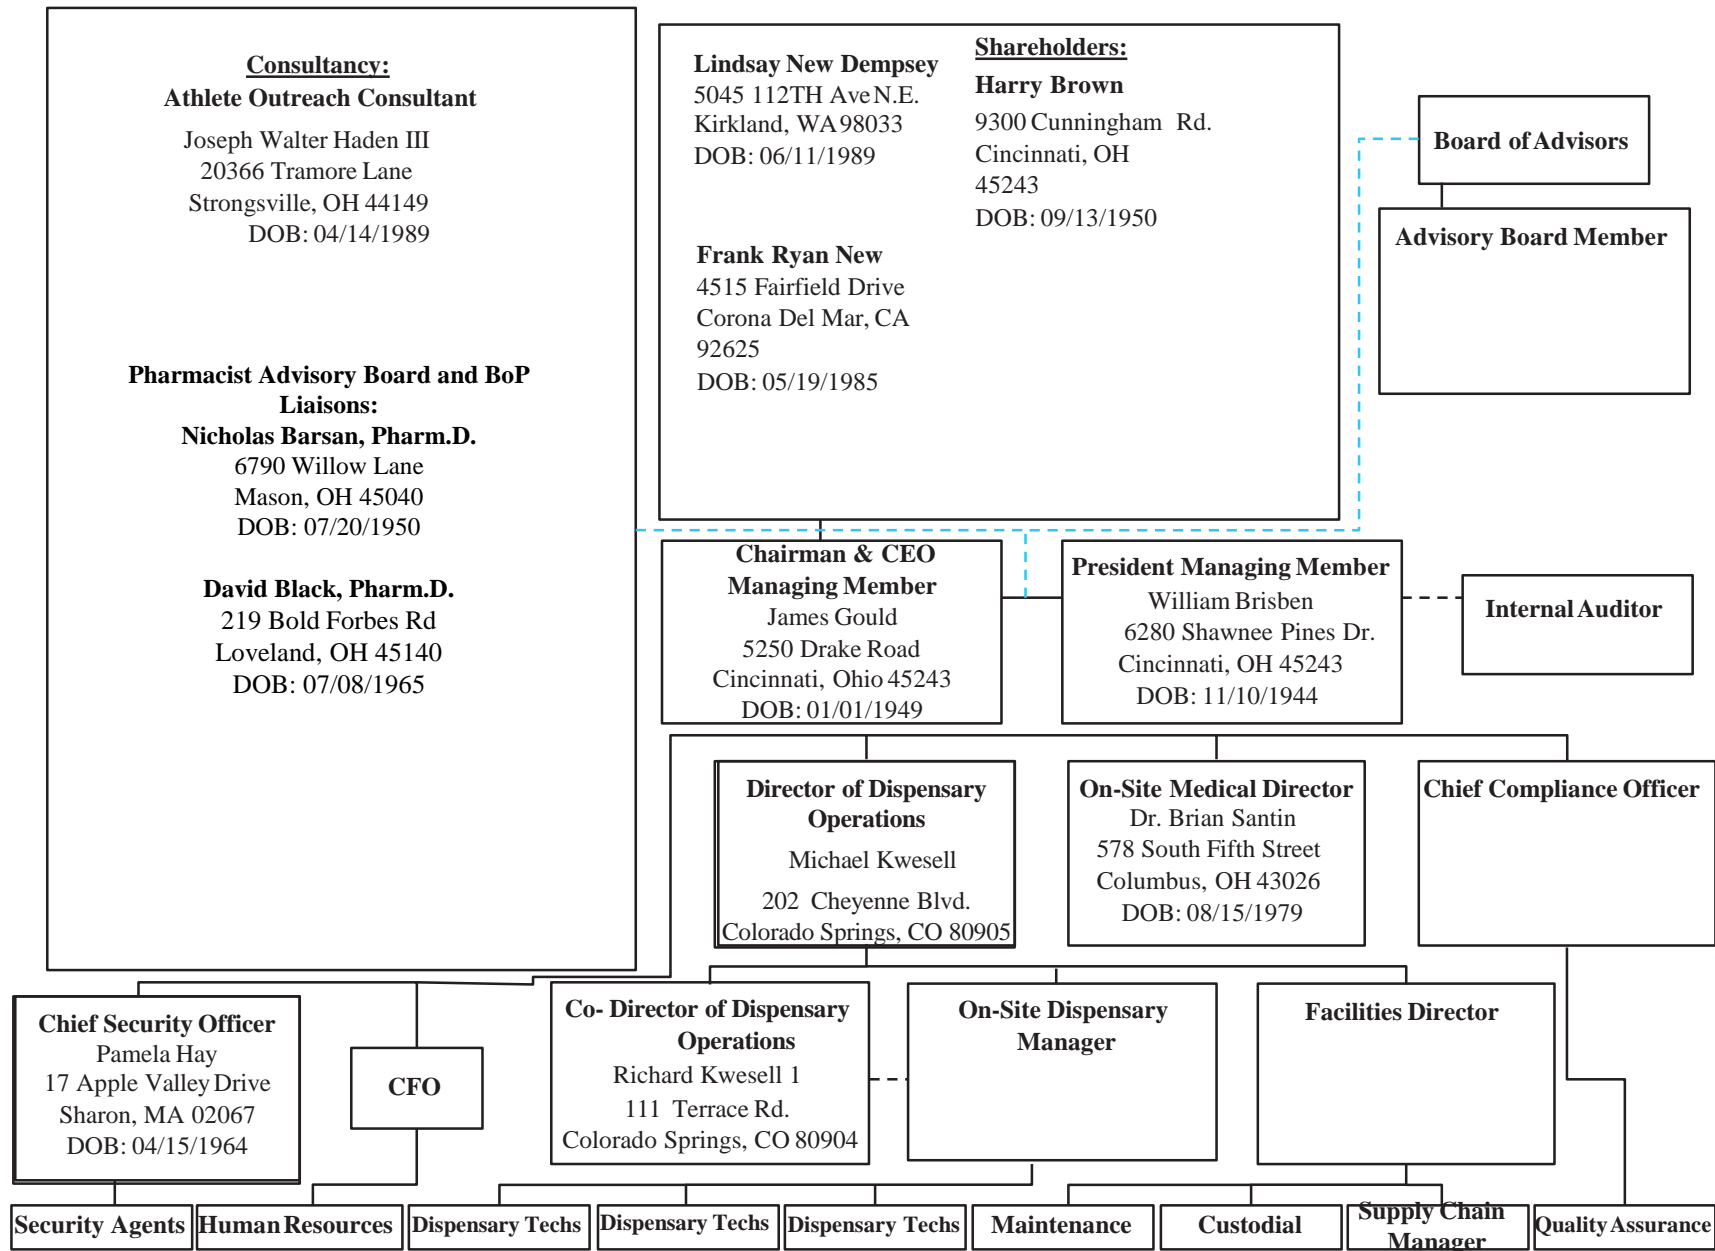 Consultancy:
Athlete Outreach Consultant
Joseph Walter Haden III
20366 Tramore Lane
Strongsville, OH 44149
DOB: 04/14/1989
Pharmacist Advisory Board and BoP
Liaisons:
Nicholas Barsan, Pharm.D.
6790 Willow Lane
Mason, OH 45040
DOB: 07/20/1950
David Black, Pharm.D.
219 Bold Forbes Rd
Loveland, OH 45140
DOB: 07/08/1965
Shareholders:
Lindsay New Dempsey
5045 112TH Ave N.E.
Kirkland, WA 98033
DOB: 06/11/1989
Frank Ryan New
4515 Fairfield Drive
Corona Del Mar, CA
92625
DOB: 05/19/1985
Harry Brown
9300 Cunningham Rd.
Cincinnati, OH
45243
DOB: 09/13/1950
Board of Advisors
Advisory Board Member
Chairman & CEO
Managing Member
James Gould
5250 Drake Road
Cincinnati, Ohio 45243
DOB: 01/01/1949
President Managing Member
William Brisben
6280 Shawnee Pines Dr.
Cincinnati, OH 45243
DOB: 11/10/1944
Internal Auditor
Director of Dispensary
Operations
Michael Kwesell
202 Cheyenne Blvd.
Colorado Springs, CO 80905
On-Site Medical Director
Dr. Brian Santin
578 South Fifth Street
Columbus, OH 43026
DOB: 08/15/1979
Chief Compliance Officer
Chief Security Officer
Pamela Hay
17 Apple Valley Drive
Sharon, MA 02067
DOB: 04/15/1964
CFO
Co- Director of Dispensary
Operations
Richard Kwesell 1
111 Terrace Rd.
Colorado Springs, CO 80904
On-Site Dispensary
Manager
Facilities Director
Security Agents
Human Resources
Dispensary Techs
Dispensary Techs
Dispensary Techs
Maintenance
Custodial
Supply Chain
Manager
Quality Assurance